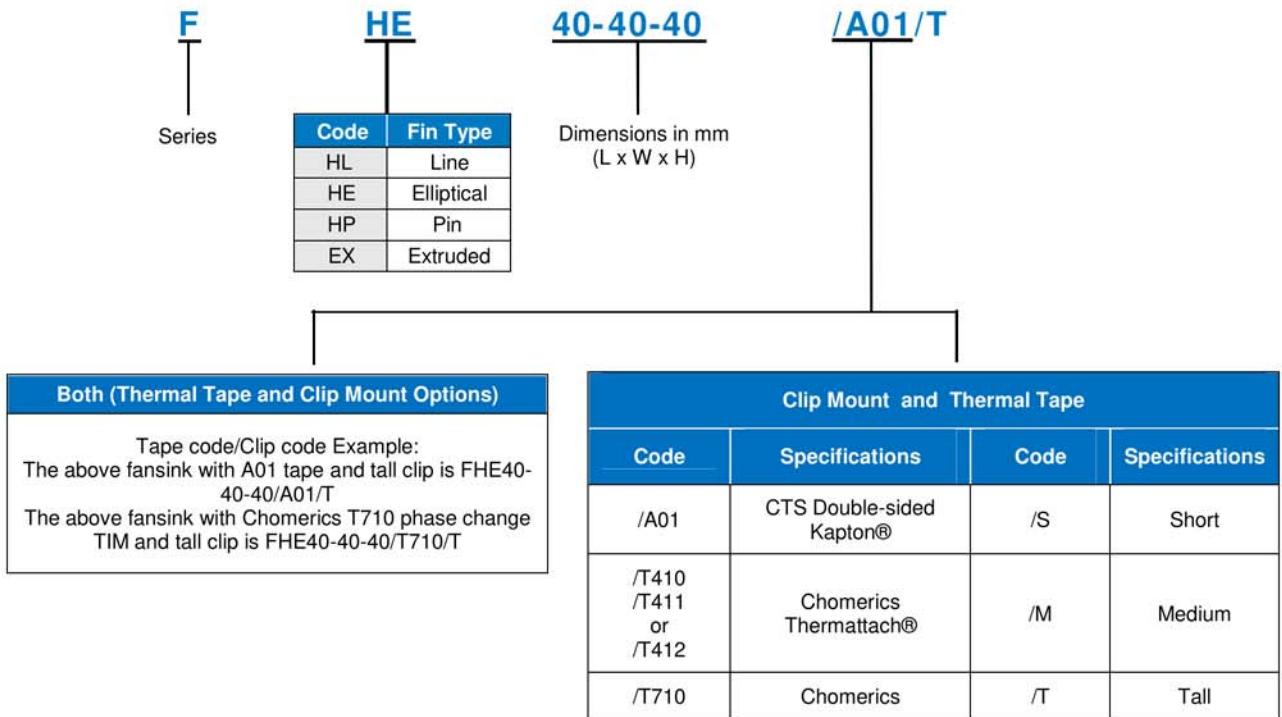 F HE 40-40-40 /A01/T
Series
Code Fin Type
HL Line
HE Elliptical
HP Pin
EX Extruded
Dimensions in mm
(L x W x H)
Both (Thermal Tape and Clip Mount Options)
Tape code/Clip code Example:
The above fansink with A01 tape and tall clip is FHE40-
40-40/A01/T
The above fansink with Chomerics T710 phase change
TIM and tall clip is FHE40-40-40/T710/T
Clip Mount and Thermal Tape
Code Specifications Code Specifications
/A01 CTS Double-sided
Kapton® /S Short
/T410
/T411
or
/T412 Chomerics
Thermattach® /M Medium
/T710 Chomerics /T Tall